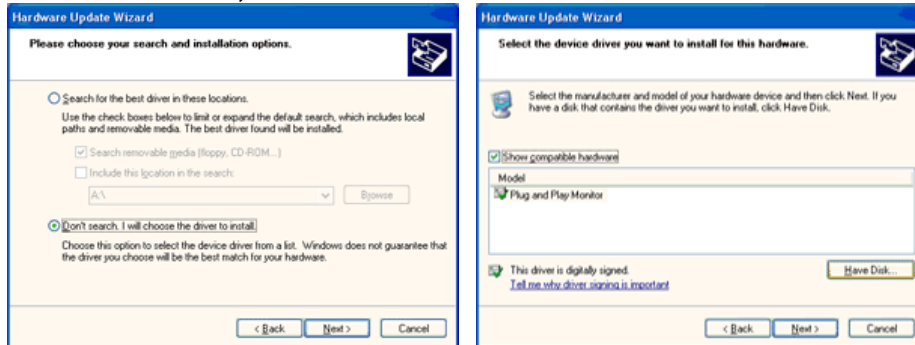 Hardware Update Wizard
Please choose your search and installation options.
Search for the best driver in these locations.
Use the check boxes below to limit or expand the default search, which includes local
paths and removable media. The best driver found will be installed.
Search removable media (floppy, CD-ROM...)
Include this location in the search:
A:\
Browse
Don't search. I will choose the driver to install.
Choose this option to select the device driver from a list. Windows does not guarantee that
the driver you choose will be the best match for your hardware.
< Back
Next >
Cancel
Hardware Update Wizard
Select the device driver you want to install for this hardware.
Select the manufacturer and model of your hardware device and then click Next. If you
have a disk that contains the driver you want to install, click Have Disk.
Show compatible hardware
Model
Plug and Play Monitor
This driver is digitally signed.
Tell me why driver signing is important
Have Disk...
< Back
Next >
Cancel